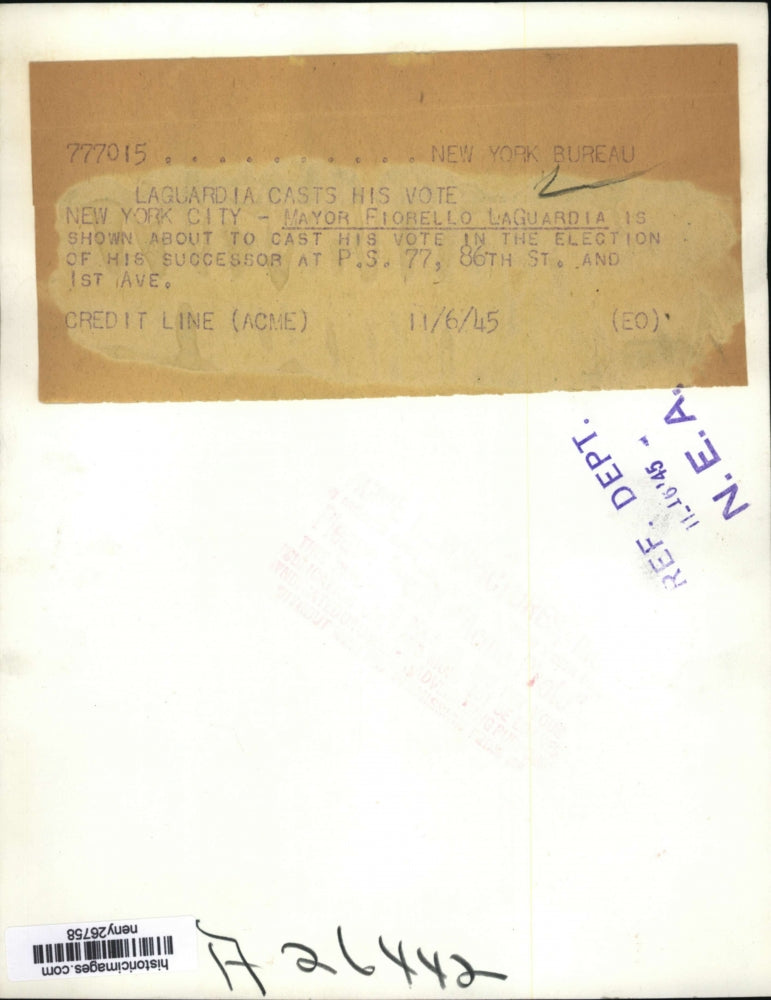 777015 . . . . . . . . . . . NEW YORK BUREAU
LAGUARDIA CASTS HIS VOTE
NEW YORK CITY - MAYOR FIORELLO LAGUARDIA IS
SHOWN ABOUT TO CAST HIS VOTE IN THE ELECTION
OF HIS SUCCESSOR AT P.S. 77, 86TH ST. AND
1ST AVE.
CREDIT LINE (ACME) 11/6/45 (EO)
REF. DEPT.
11.16'45
N.E.A.
WITHOUT
historicimages.com
neny26758
A 26442